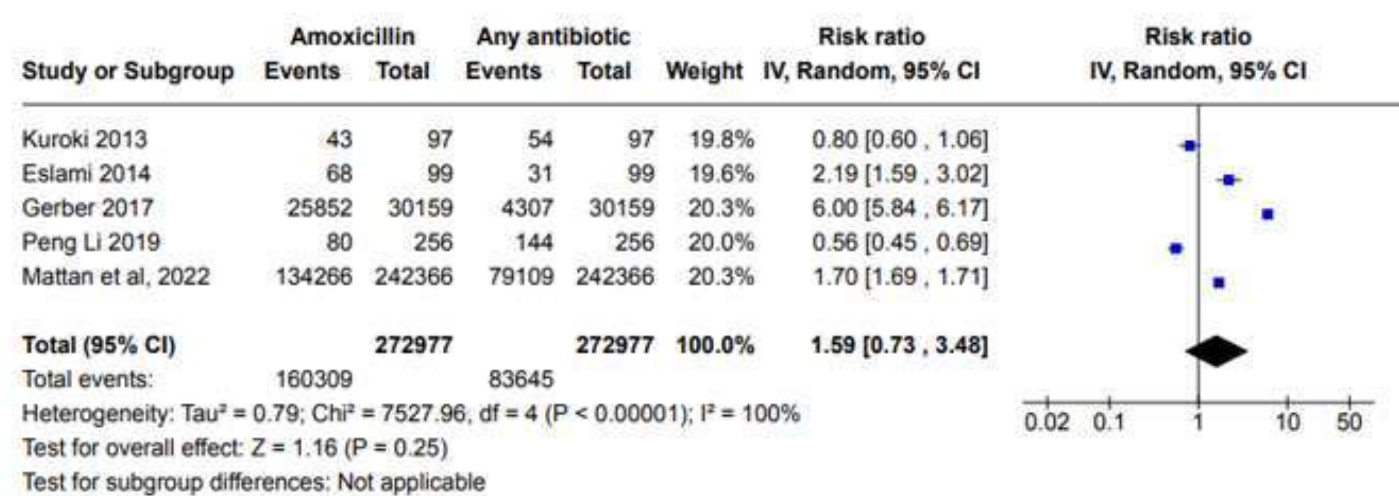 Amoxicillin Any antibiotic Risk ratio Risk ratio
Study or Subgroup Events Total Events Total Weight IV, Random, 95% CI IV, Random, 95% CI
Kuroki 2013 43 97 54 97 19.8% 0.80 [0.60 , 1.06]
Eslami 2014 68 99 31 99 19.6% 2.19 [1.59 , 3.02]
Gerber 2017 25852 30159 4307 30159 20.3% 6.00 [5.84 , 6.17]
Peng Li 2019 80 256 144 256 20.0% 0.56 [0.45 , 0.69]
Mattan et al, 2022 134266 242366 79109 242366 20.3% 1.70 [1.69 , 1.71]
Total (95% CI) 272977 272977 100.0% 1.59 [0.73 , 3.48]
Total events: 160309 83645
Heterogeneity: Tau² = 0.79; Chi² = 7527.96, df = 4 (P < 0.00001); I² = 100%
0.02 0.1 1 10 50
Test for overall effect: Z = 1.16 (P = 0.25)
Test for subgroup differences: Not applicable